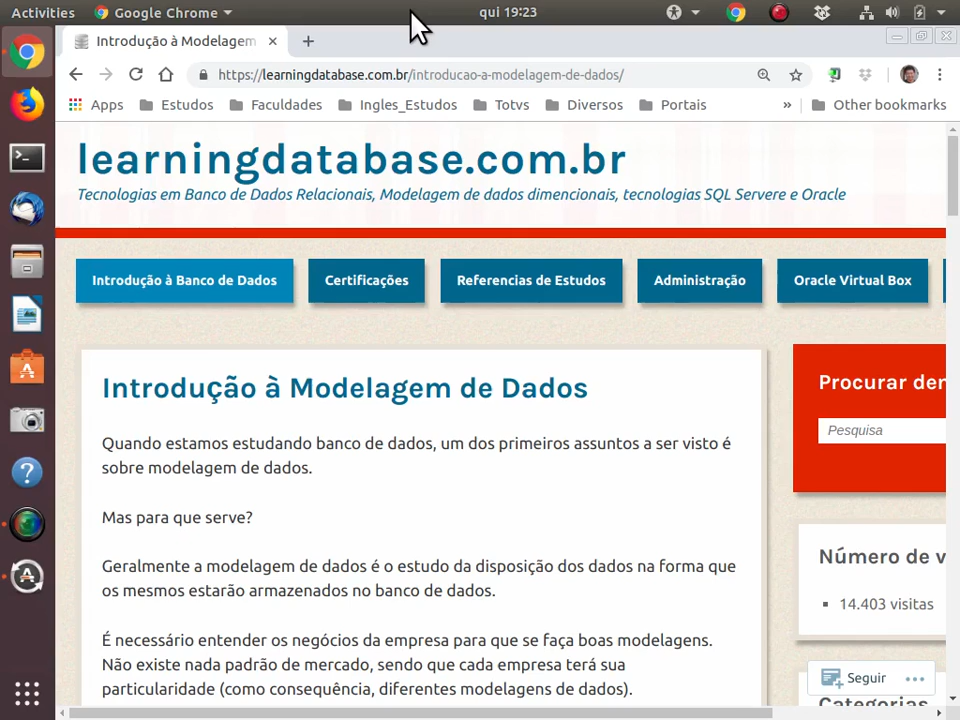 Activities
Google Chrome
qui 19:23
Introdução à Modelagem
https://learningdatabase.com.br/introducao-a-modelagem-de-dados/
Apps
Estudos
Faculdades
Ingles_Estudos
Totvs
Diversos
Portais
»
Other bookmarks
learningdatabase.com.br
Tecnologias em Banco de Dados Relacionais, Modelagem de dados dimencionais, tecnologias SQL Servere e Oracle
Introdução à Banco de Dados
Certificações
Referencias de Estudos
Administração
Oracle Virtual Box
Introdução à Modelagem de Dados
Quando estamos estudando banco de dados, um dos primeiros assuntos a ser visto é
sobre modelagem de dados.
Mas para que serve?
Geralmente a modelagem de dados é o estudo da disposição dos dados na forma que
os mesmos estarão armazenados no banco de dados.
É necessário entender os negócios da empresa para que se faça boas modelagens.
Não existe nada padrão de mercado, sendo que cada empresa terá sua
particularidade (como consequência, diferentes modelagens de dados).
Procurar den
Pesquisa
Número de v
14.403 visitas
Seguir
Categorias